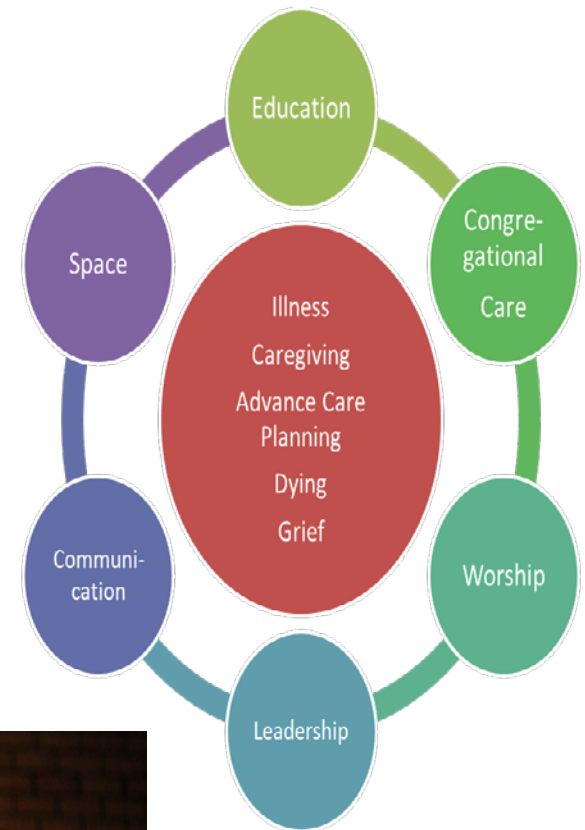 Education
Congre-
gational
Care
Space
Illness
Caregiving
Advance Care
Planning
Dying
Grief
Communi-
cation
Worship
Leadership